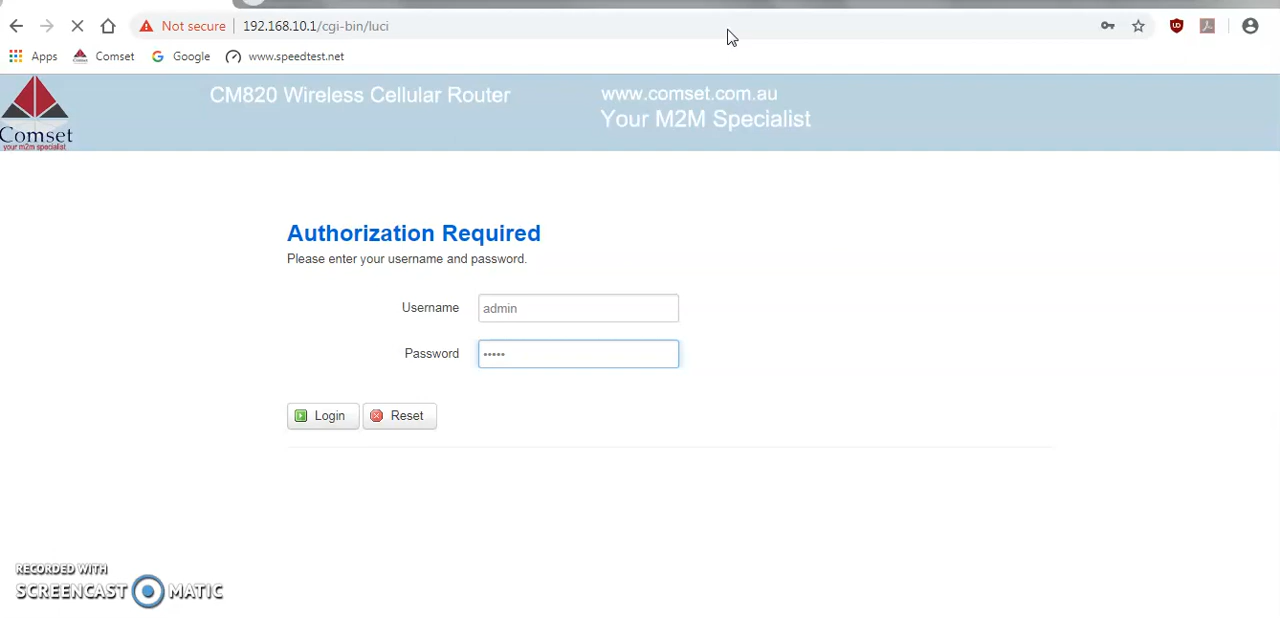 Not secure 192.168.10.1/cgi-bin/luci
Apps Comset Google www.speedtest.net
CM820 Wireless Cellular Router
www.comset.com.au
Your M2M Specialist
Comset
your m2m specialist
Authorization Required
Please enter your username and password.
Username admin
Password •••••
Login Reset
RECORDED WITH
SCREENCAST MATIC